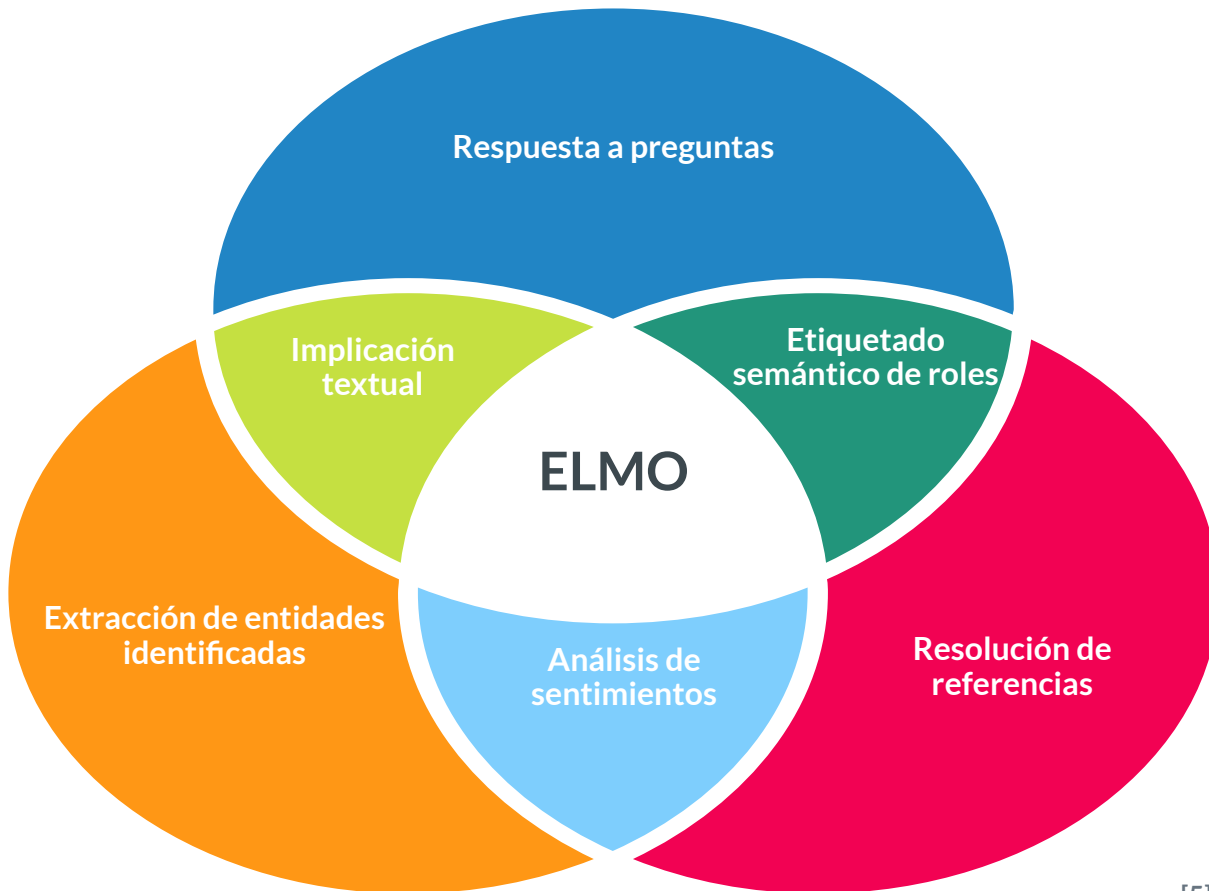 Respuesta a preguntas
Implicación
textual
Etiquetado
semántico de roles
ELMO
Extracción de entidades
identificadas
Análisis de
sentimientos
Resolución de
referencias
[5]